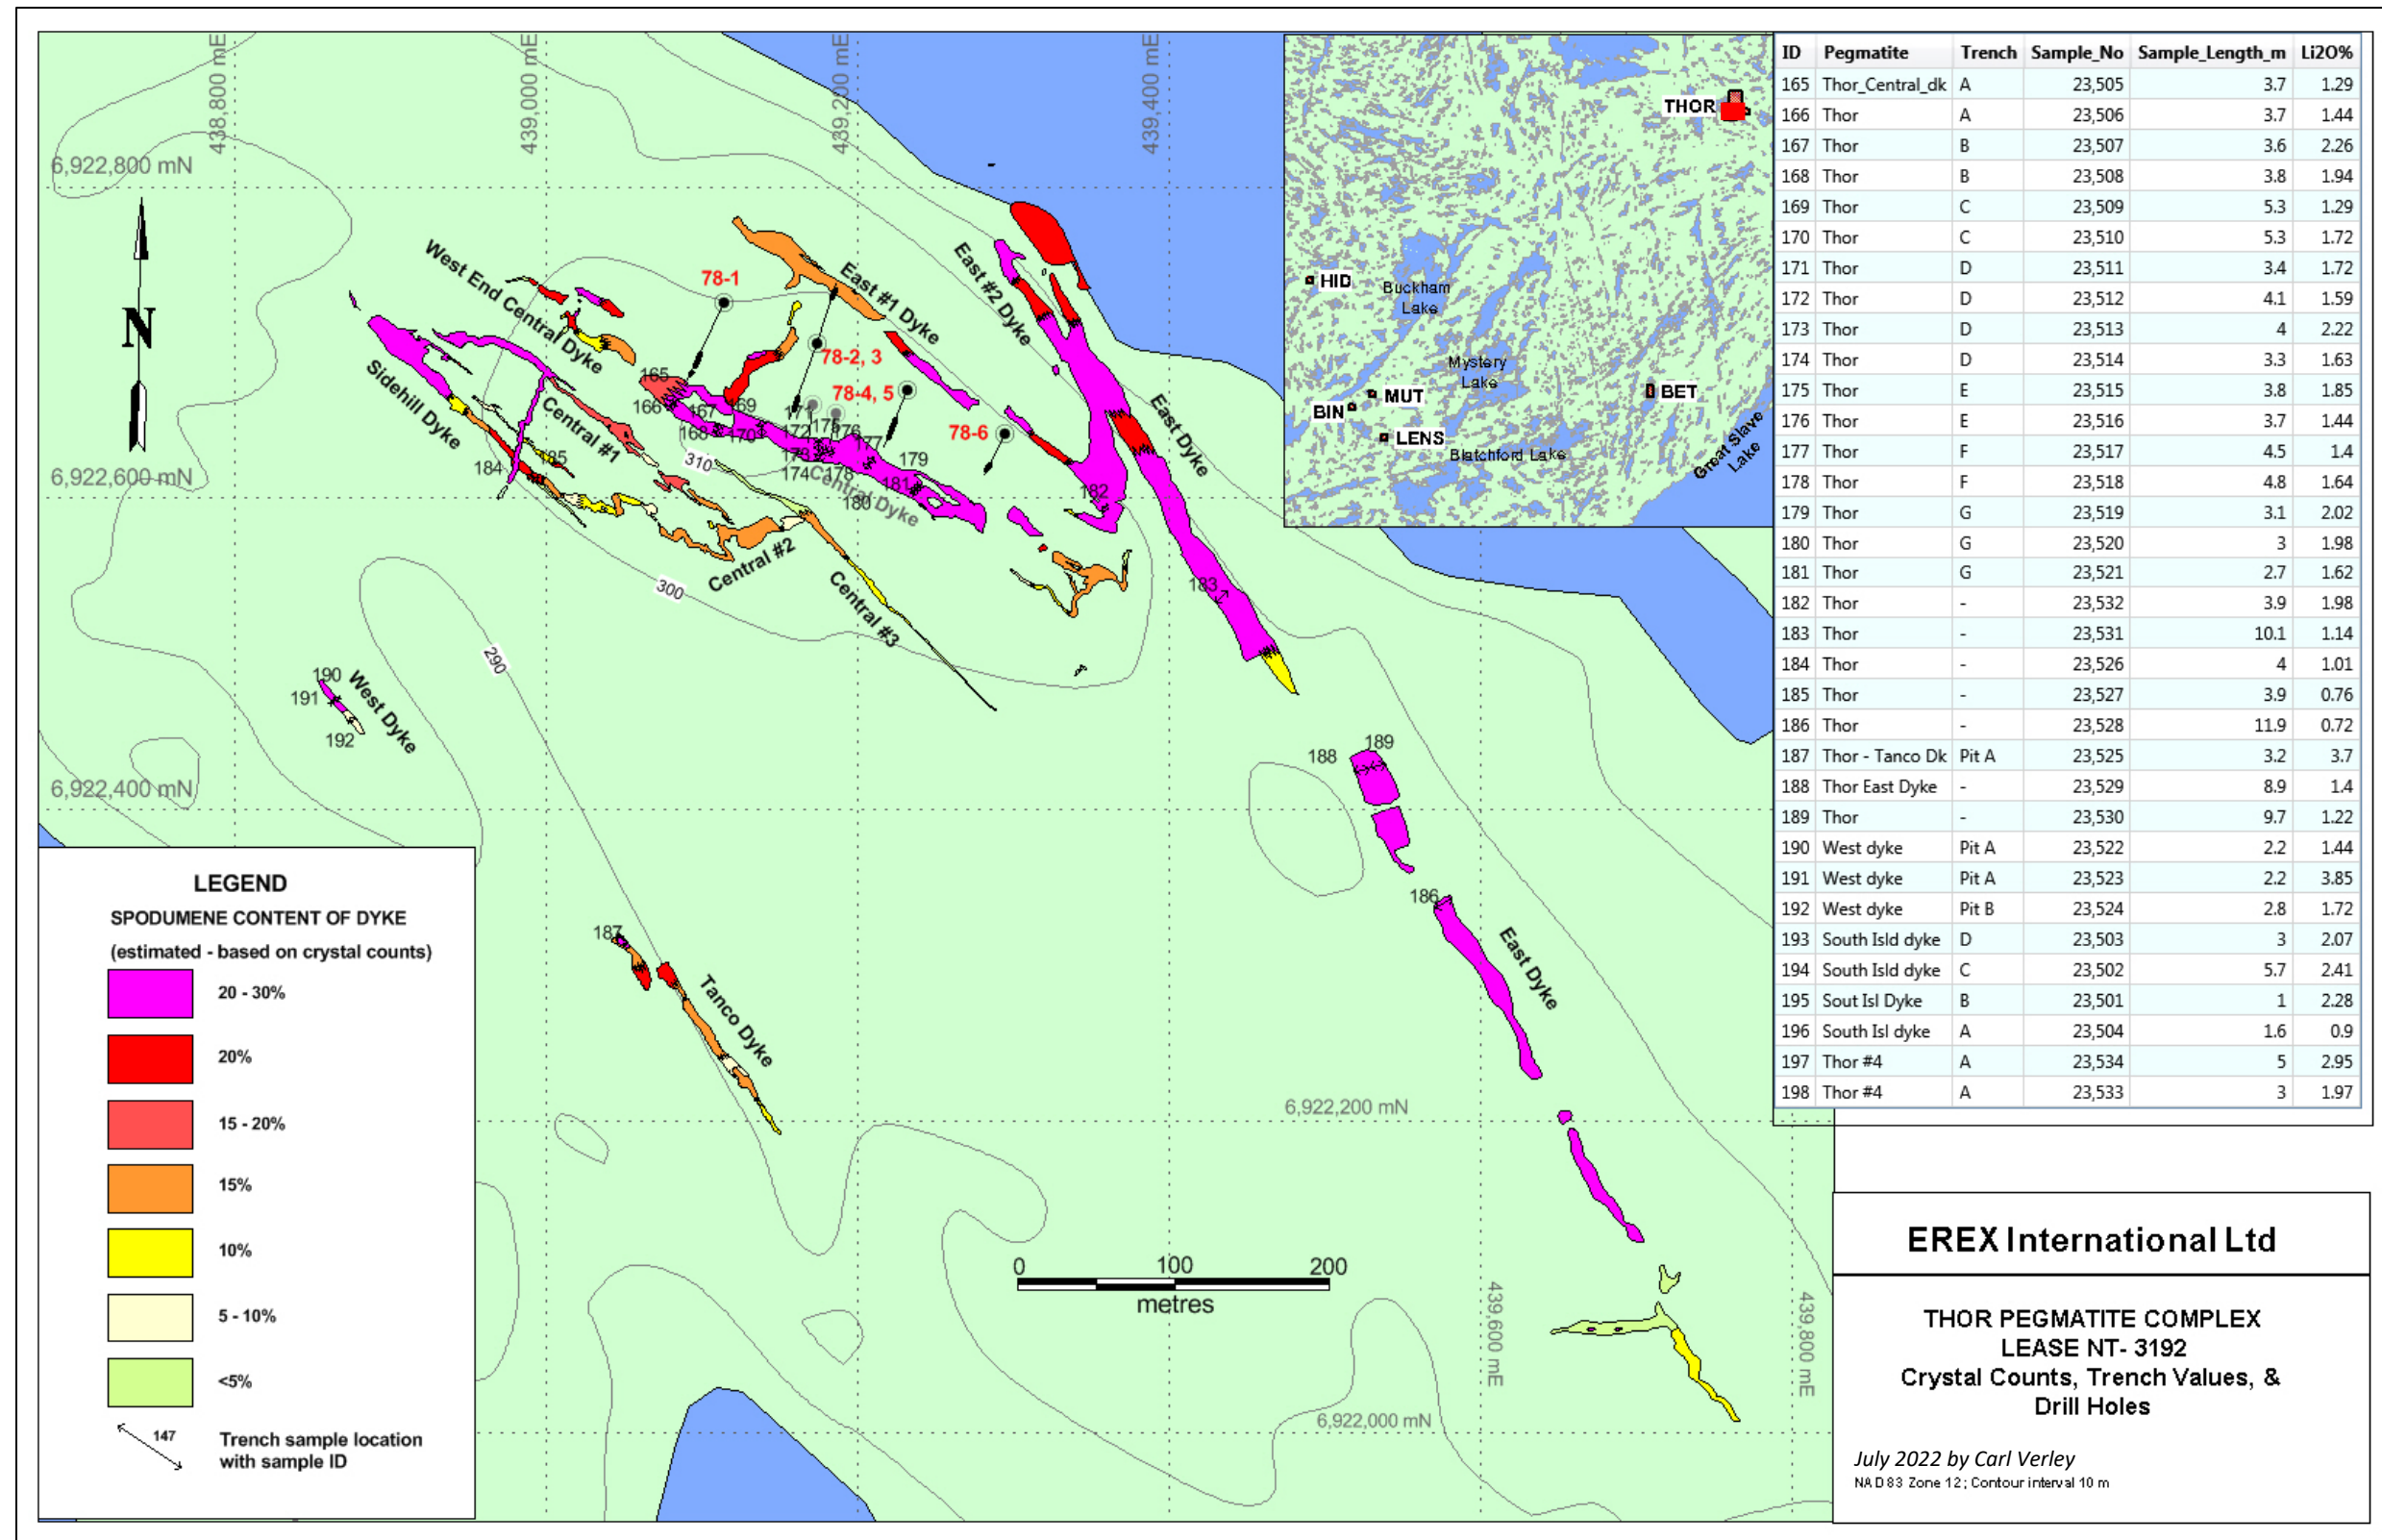 438,800 mE
439,000 mE
439,200 mE
439,400 mE
6,922,800 mN
N
West End Central Dyke
78-1
East #1 Dyke
East #2 Dyke
78-2, 3
78-4, 5
78-6
East Dyke
Sidehill Dyke
Central #1
165
166
167
169
168
170
171
175
172
176
177
173
174
178
179
181
180
182
Central Dyke
184
185
310
6,922,600 mN
Central #2
Central #3
300
183
290
190
191
192
West Dyke
188
189
6,922,400 mN
186
East Dyke
187
Tanco Dyke
6,922,200 mN
0 100 200
metres
439,600 mE
439,800 mE
6,922,000 mN
LEGEND
SPODUMENE CONTENT OF DYKE
(estimated - based on crystal counts)
20 - 30%
20%
15 - 20%
15%
10%
5 - 10%
<5%
147
Trench sample location
with sample ID
THOR
HID
Buckham
Lake
Mystery
Lake
MUT
BIN
LENS
BET
Blatchford Lake
Great Slave
Lake
ID Pegmatite Trench Sample_No Sample_Length_m Li2O%
165 Thor_Central_dk A 23,505 3.7 1.29
166 Thor A 23,506 3.7 1.44
167 Thor B 23,507 3.6 2.26
168 Thor B 23,508 3.8 1.94
169 Thor C 23,509 5.3 1.29
170 Thor C 23,510 5.3 1.72
171 Thor D 23,511 3.4 1.72
172 Thor D 23,512 4.1 1.59
173 Thor D 23,513 4 2.22
174 Thor D 23,514 3.3 1.63
175 Thor E 23,515 3.8 1.85
176 Thor E 23,516 3.7 1.44
177 Thor F 23,517 4.5 1.4
178 Thor F 23,518 4.8 1.64
179 Thor G 23,519 3.1 2.02
180 Thor G 23,520 3 1.98
181 Thor G 23,521 2.7 1.62
182 Thor - 23,532 3.9 1.98
183 Thor - 23,531 10.1 1.14
184 Thor - 23,526 4 1.01
185 Thor - 23,527 3.9 0.76
186 Thor - 23,528 11.9 0.72
187 Thor - Tanco Dk Pit A 23,525 3.2 3.7
188 Thor East Dyke - 23,529 8.9 1.4
189 Thor - 23,530 9.7 1.22
190 West dyke Pit A 23,522 2.2 1.44
191 West dyke Pit A 23,523 2.2 3.85
192 West dyke Pit B 23,524 2.8 1.72
193 South Isld dyke D 23,503 3 2.07
194 South Isld dyke C 23,502 5.7 2.41
195 Sout Isl Dyke B 23,501 1 2.28
196 South Isl dyke A 23,504 1.6 0.9
197 Thor #4 A 23,534 5 2.95
198 Thor #4 A 23,533 3 1.97
EREX International Ltd
THOR PEGMATITE COMPLEX
LEASE NT- 3192
Crystal Counts, Trench Values, &
Drill Holes
July 2022 by Carl Verley
NAD83 Zone 12; Contour interval 10 m